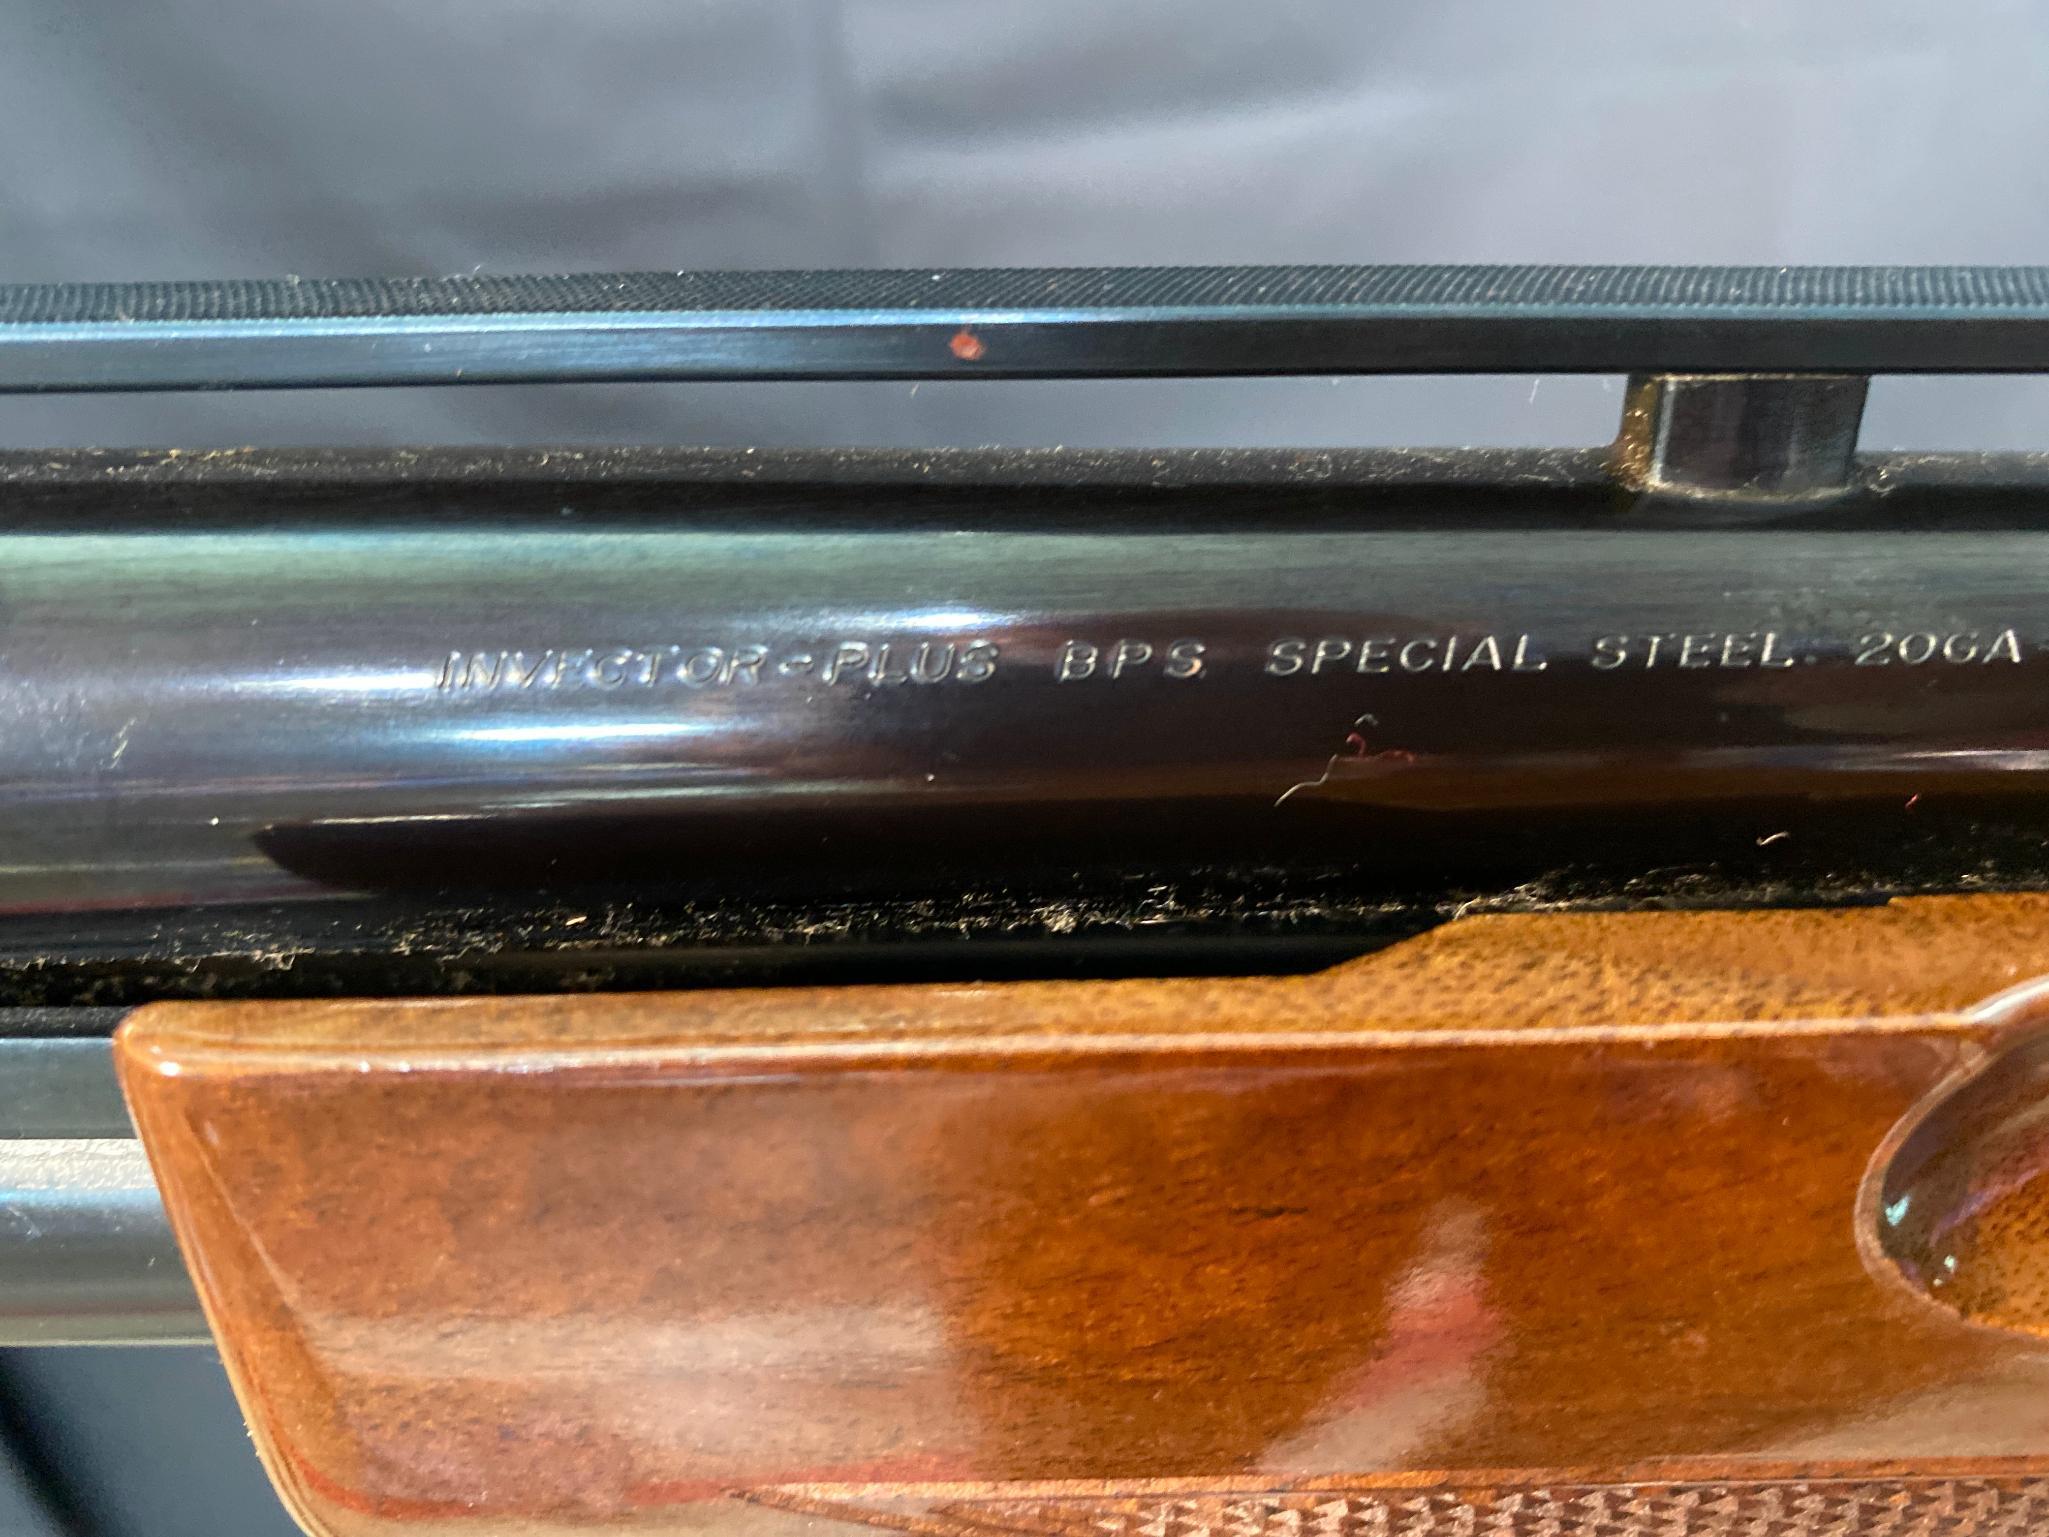 INVECTOR-PLUS BPS SPECIAL STEEL. 20GA-